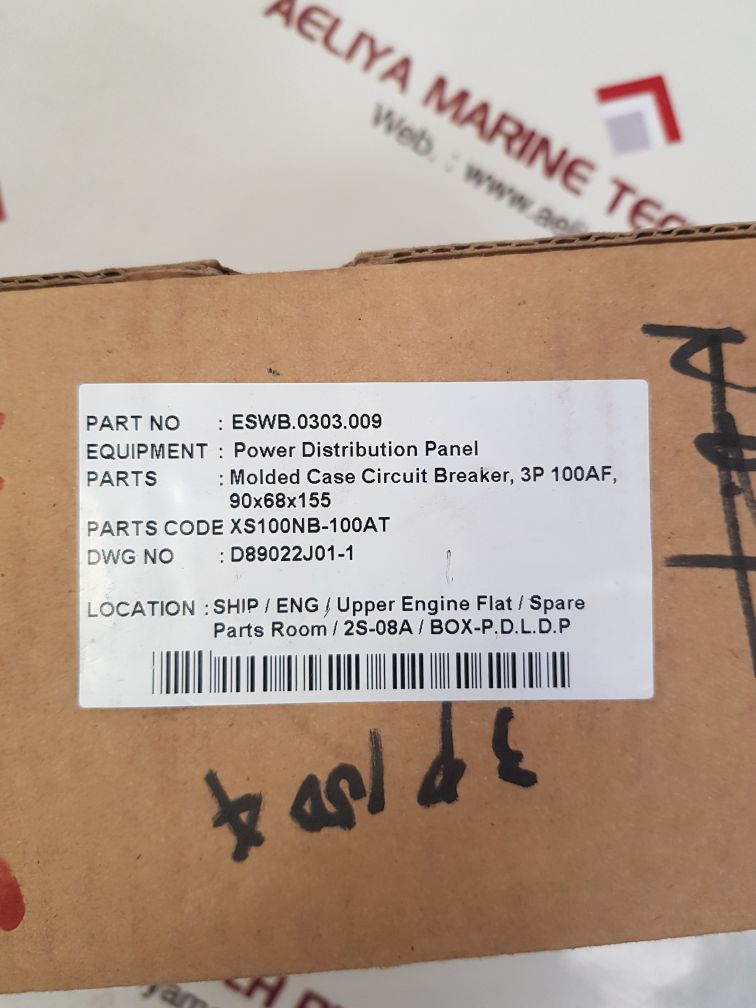 AELIYA MARINE TEC
Web. : www.aeli
PART NO : ESWB.0303.009
EQUIPMENT : Power Distribution Panel
PARTS : Molded Case Circuit Breaker, 3P 100AF,
90x68x155
PARTS CODE XS100NB-100AT
DWG NO : D89022J01-1
LOCATION : SHIP / ENG / Upper Engine Flat / Spare
Parts Room / 2S-08A / BOX-P.D.L.D.P
3P